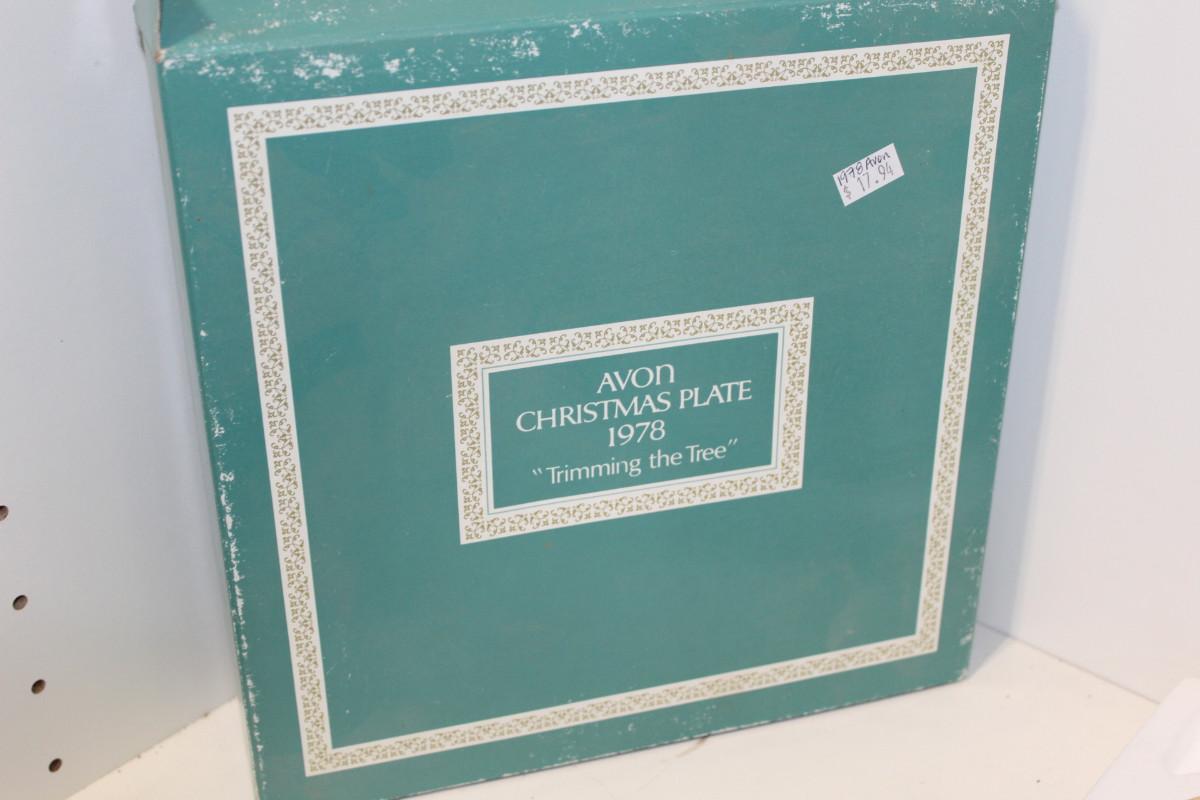 1978 Avon
$17.94
AVON
CHRISTMAS PLATE
1978
“Trimming the Tree”